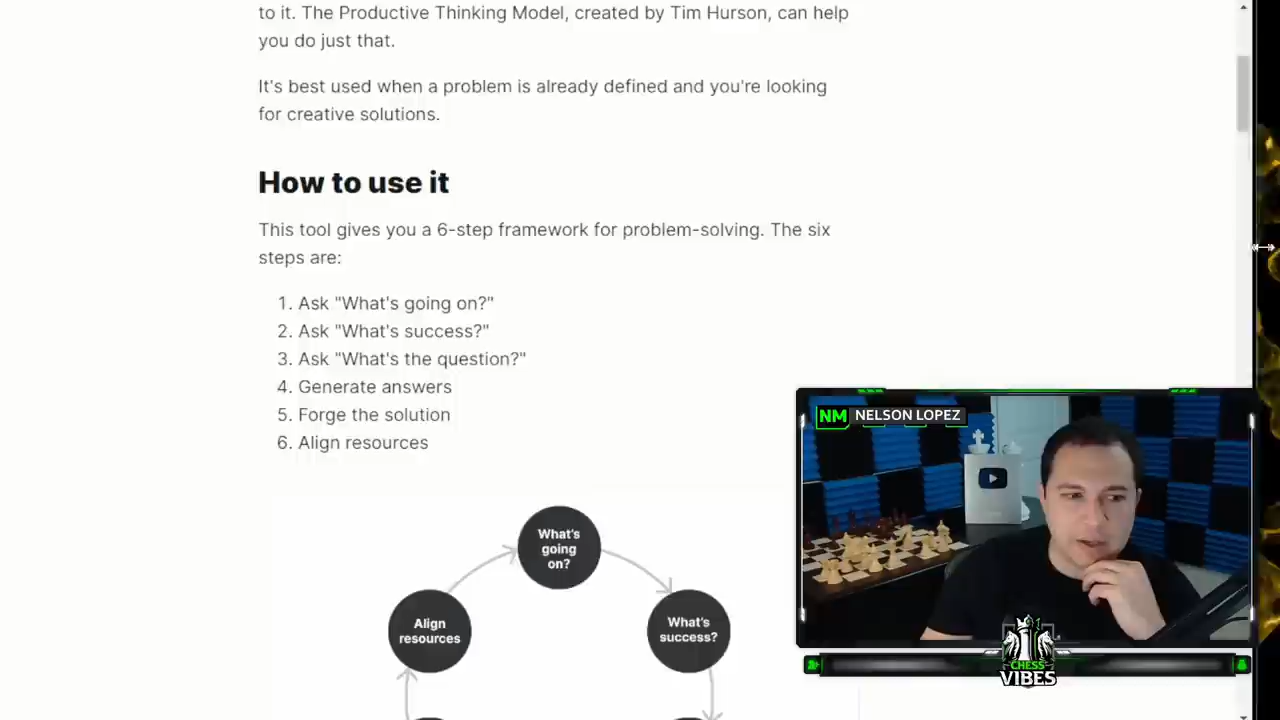 to it. The Productive Thinking Model, created by Tim Hurson, can help
you do just that.
It's best used when a problem is already defined and you're looking
for creative solutions.
How to use it
This tool gives you a 6-step framework for problem-solving. The six
steps are:
1. Ask "What's going on?"
2. Ask "What's success?"
3. Ask "What's the question?"
4. Generate answers
5. Forge the solution
6. Align resources
What's
going
on?
Align
resources
What's
success?
NM NELSON LOPEZ
CHESS
VIBES